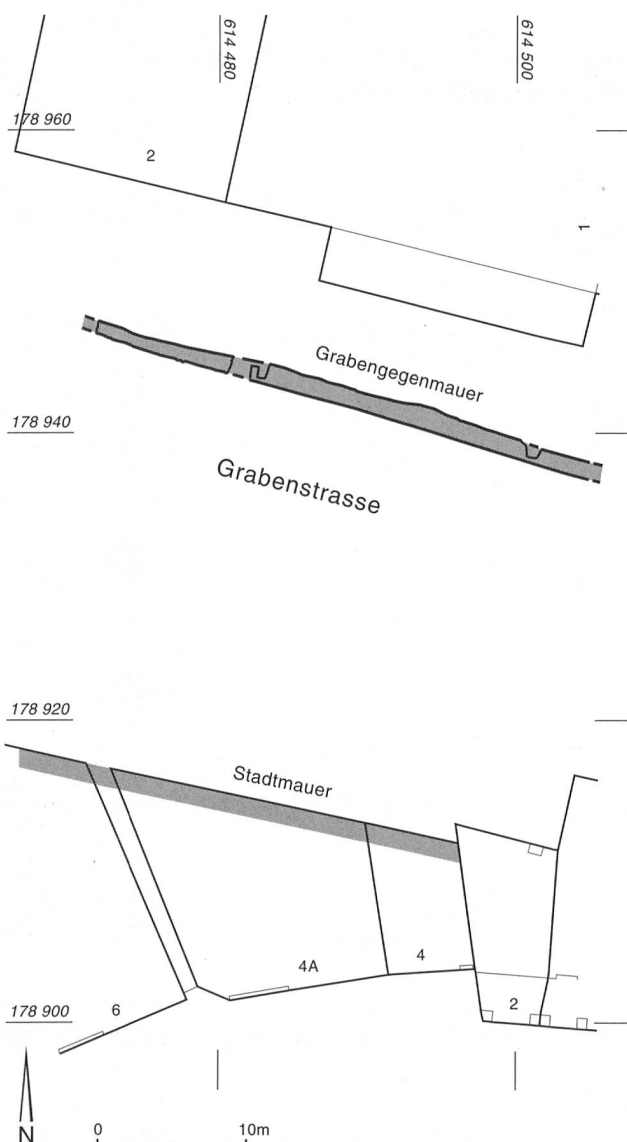 614 480
614 500
178 960
2
1
Grabengegenmauer
178 940
Grabenstrasse
178 920
Stadtmauer
4A
4
6
2
178 900
N
0
10m